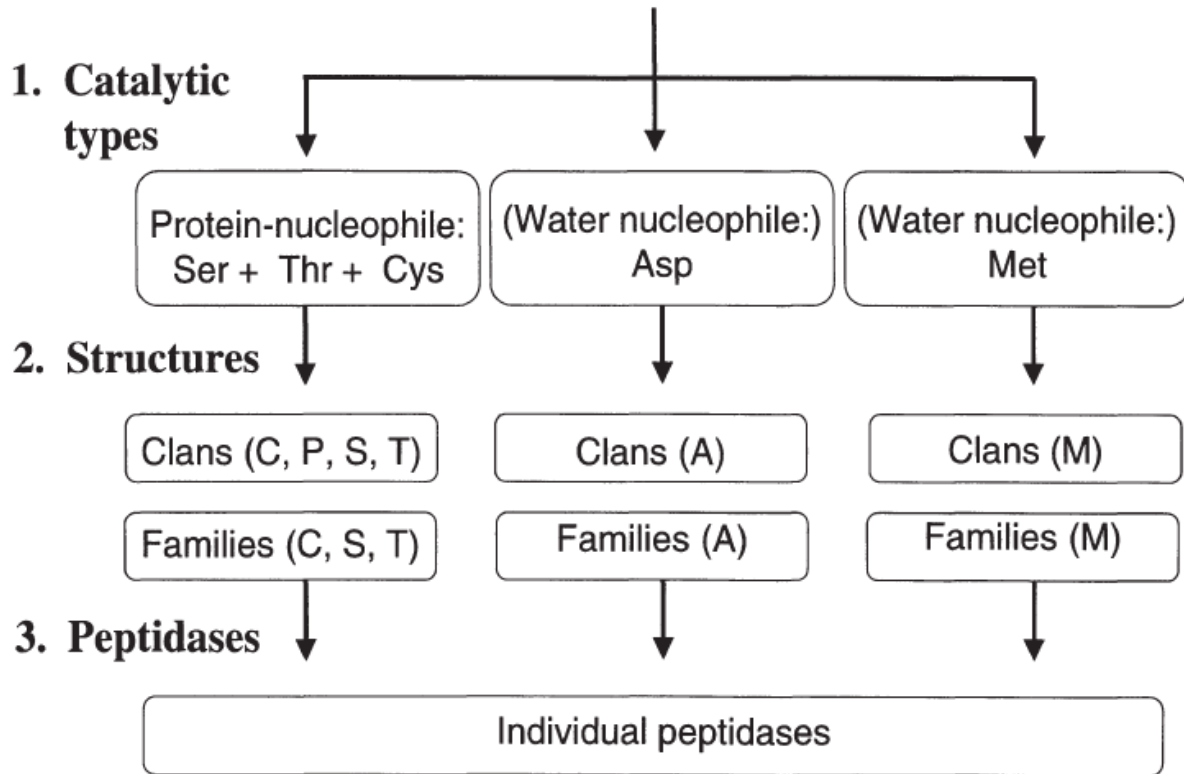 1. Catalytic
types
Protein-nucleophile:
Ser + Thr + Cys
(Water nucleophile:)
Asp
(Water nucleophile:)
Met
2. Structures
Clans (C, P, S, T)
Clans (A)
Clans (M)
Families (C, S, T)
Families (A)
Families (M)
3. Peptidases
Individual peptidases